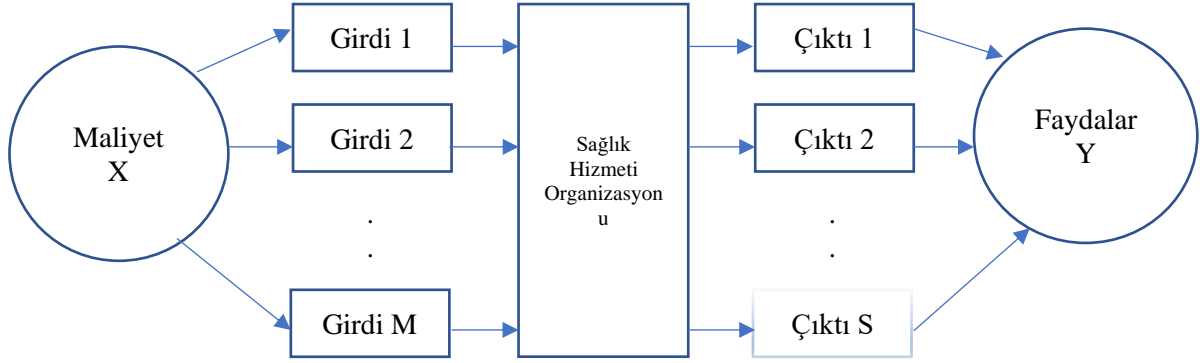 Maliyet
X
Girdi 1
Girdi 2
.
.
Girdi M
Sağlık
Hizmeti
Organizasyon
u
Çıktı 1
Çıktı 2
.
.
Çıktı S
Faydalar
Y